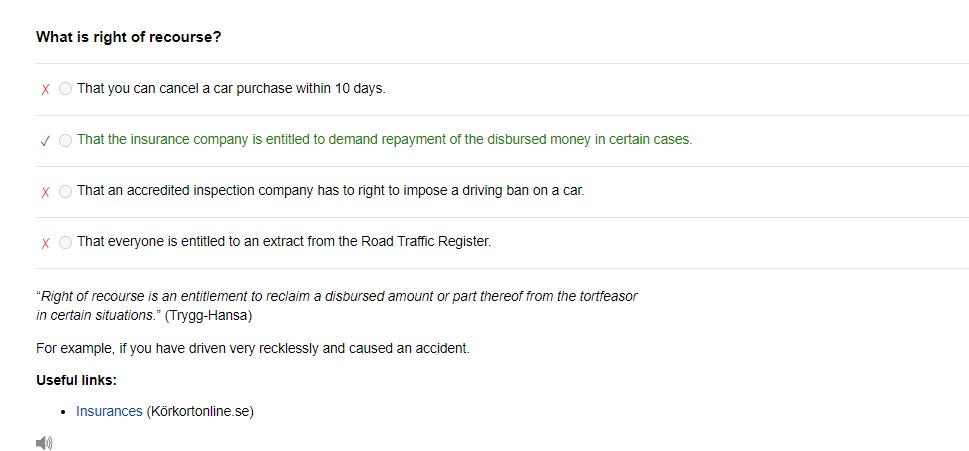 What is right of recourse?
X That you can cancel a car purchase within 10 days.
✓ That the insurance company is entitled to demand repayment of the disbursed money in certain cases.
X That an accredited inspection company has to right to impose a driving ban on a car.
X That everyone is entitled to an extract from the Road Traffic Register.
“Right of recourse is an entitlement to reclaim a disbursed amount or part thereof from the tortfeasor
in certain situations.” (Trygg-Hansa)
For example, if you have driven very recklessly and caused an accident.
Useful links:
• Insurances (Körkortonline.se)